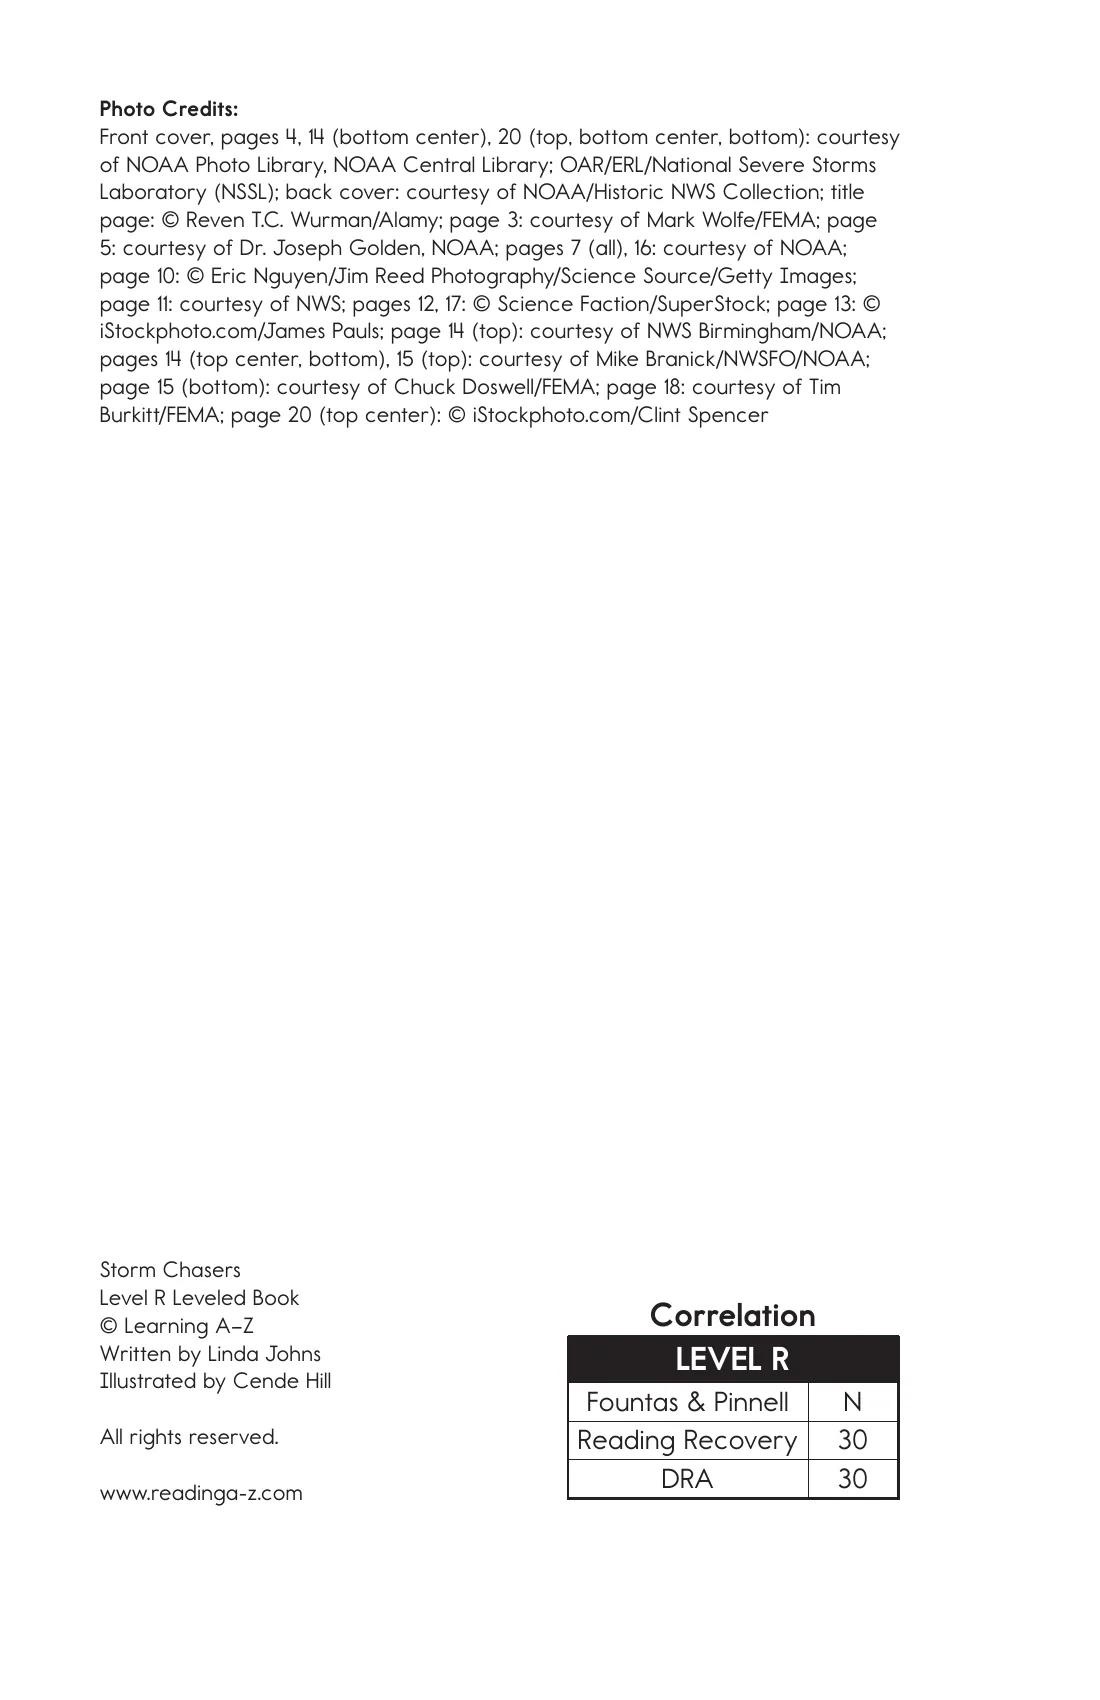 Photo Credits:
Front cover, pages 4, 14 (bottom center), 20 (top, bottom center, bottom): courtesy
of NOAA Photo Library, NOAA Central Library; OAR/ERL/National Severe Storms
Laboratory (NSSL); back cover: courtesy of NOAA/Historic NWS Collection; title
page: © Reven T.C. Wurman/Alamy; page 3: courtesy of Mark Wolfe/FEMA; page
5: courtesy of Dr. Joseph Golden, NOAA; pages 7 (all), 16: courtesy of NOAA;
page 10: © Eric Nguyen/Jim Reed Photography/Science Source/Getty Images;
page 11: courtesy of NWS; pages 12, 17: © Science Faction/SuperStock; page 13: ©
iStockphoto.com/James Pauls; page 14 (top): courtesy of NWS Birmingham/NOAA;
pages 14 (top center, bottom), 15 (top): courtesy of Mike Branick/NWSFO/NOAA;
page 15 (bottom): courtesy of Chuck Doswell/FEMA; page 18: courtesy of Tim
Burkitt/FEMA; page 20 (top center): © iStockphoto.com/Clint Spencer
Storm Chasers
Level R Leveled Book
© Learning A–Z
Written by Linda Johns
Illustrated by Cende Hill
All rights reserved.
www.readinga-z.com
Correlation
LEVEL R
Fountas & Pinnell N
Reading Recovery 30
DRA 30